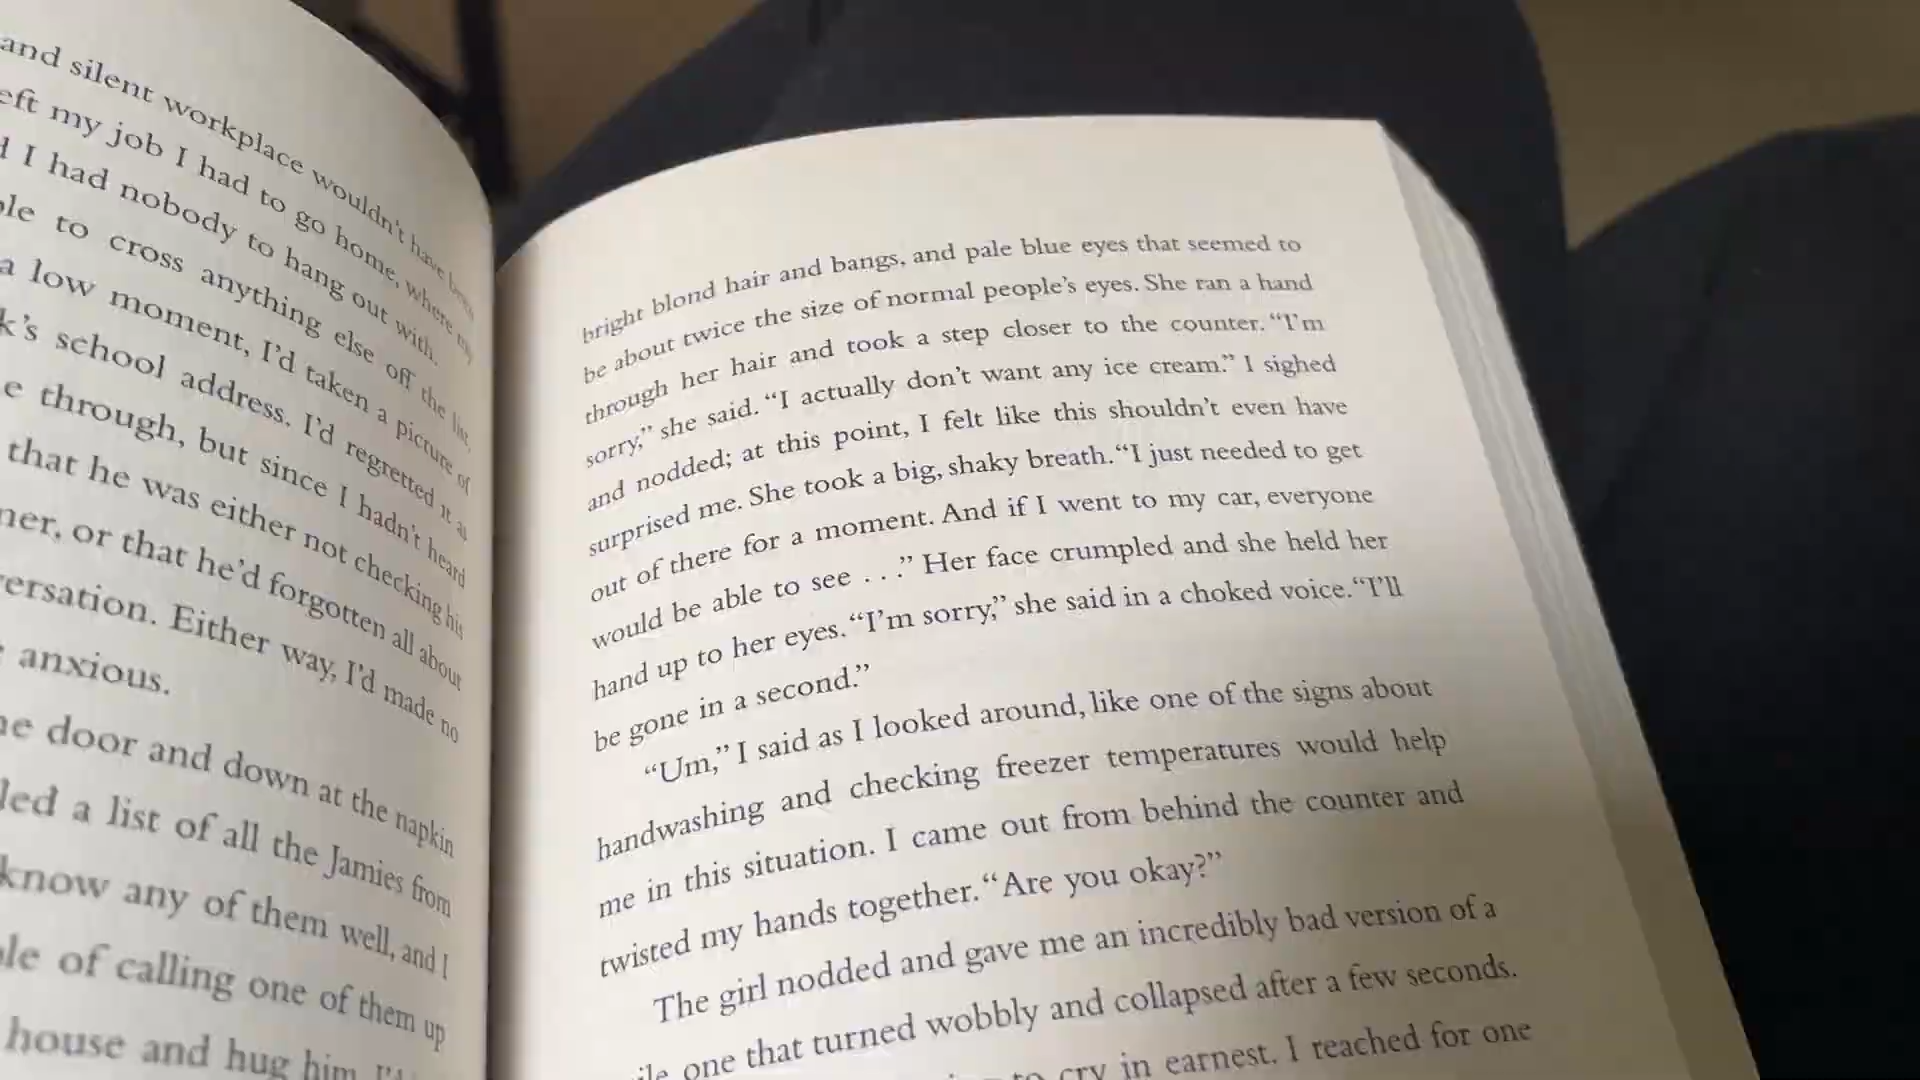 and silent workplace wouldn't have been
my job I had to go home, where my
I had nobody to hang out with.
to cross anything else off the list,
a low moment, I'd taken a picture of
school address. I'd regretted it as
through, but since I hadn't heard
that he was either not checking his
or that he'd forgotten all about
Either way, I'd made no
anxious.
door and down at the napkin
a list of all the Jamies from
know any of them well, and I
of calling one of them up
house and hug him.
bright blond hair and bangs, and pale blue eyes that seemed to
be about twice the size of normal people's eyes. She ran a hand
through her hair and took a step closer to the counter. “I'm
sorry,” she said. “I actually don't want any ice cream.” I sighed
and nodded; at this point, I felt like this shouldn't even have
surprised me. She took a big, shaky breath. “I just needed to get
out of there for a moment. And if I went to my car, everyone
would be able to see . . .” Her face crumpled and she held her
hand up to her eyes. “I'm sorry,” she said in a choked voice. “I'll
be gone in a second.”
“Um,” I said as I looked around, like one of the signs about
handwashing and checking freezer temperatures would help
me in this situation. I came out from behind the counter and
twisted my hands together. “Are you okay?”
The girl nodded and gave me an incredibly bad version of a
one that turned wobbly and collapsed after a few seconds.
to cry in earnest. I reached for one